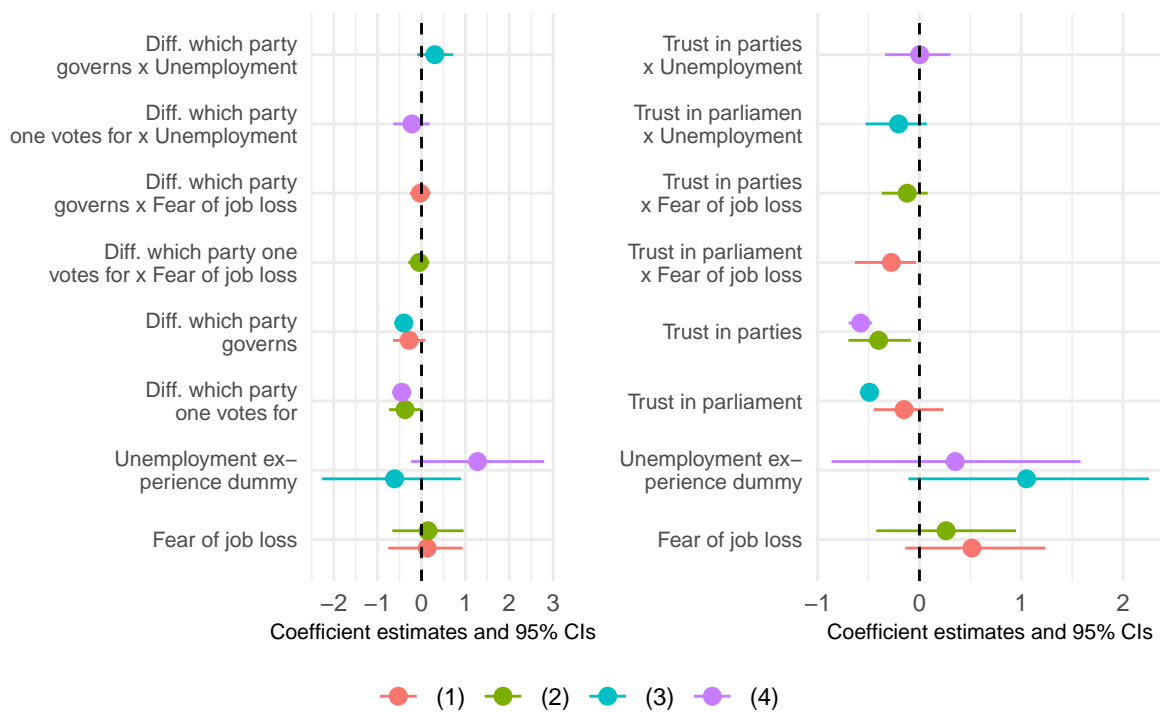 Diff. which party
governs x Unemployment
Diff. which party
one votes for x Unemployment
Diff. which party
governs x Fear of job loss
Diff. which party one
votes for x Fear of job loss
Diff. which party
governs
Diff. which party
one votes for
Unemployment ex–
perience dummy
Fear of job loss
−2 −1 0 1 2 3
Coefficient estimates and 95% CIs
Trust in parties
x Unemployment
Trust in parliamen
x Unemployment
Trust in parties
x Fear of job loss
Trust in parliament
x Fear of job loss
Trust in parties
Trust in parliament
Unemployment ex–
perience dummy
Fear of job loss
−1 0 1 2
Coefficient estimates and 95% CIs
(1) (2) (3) (4)